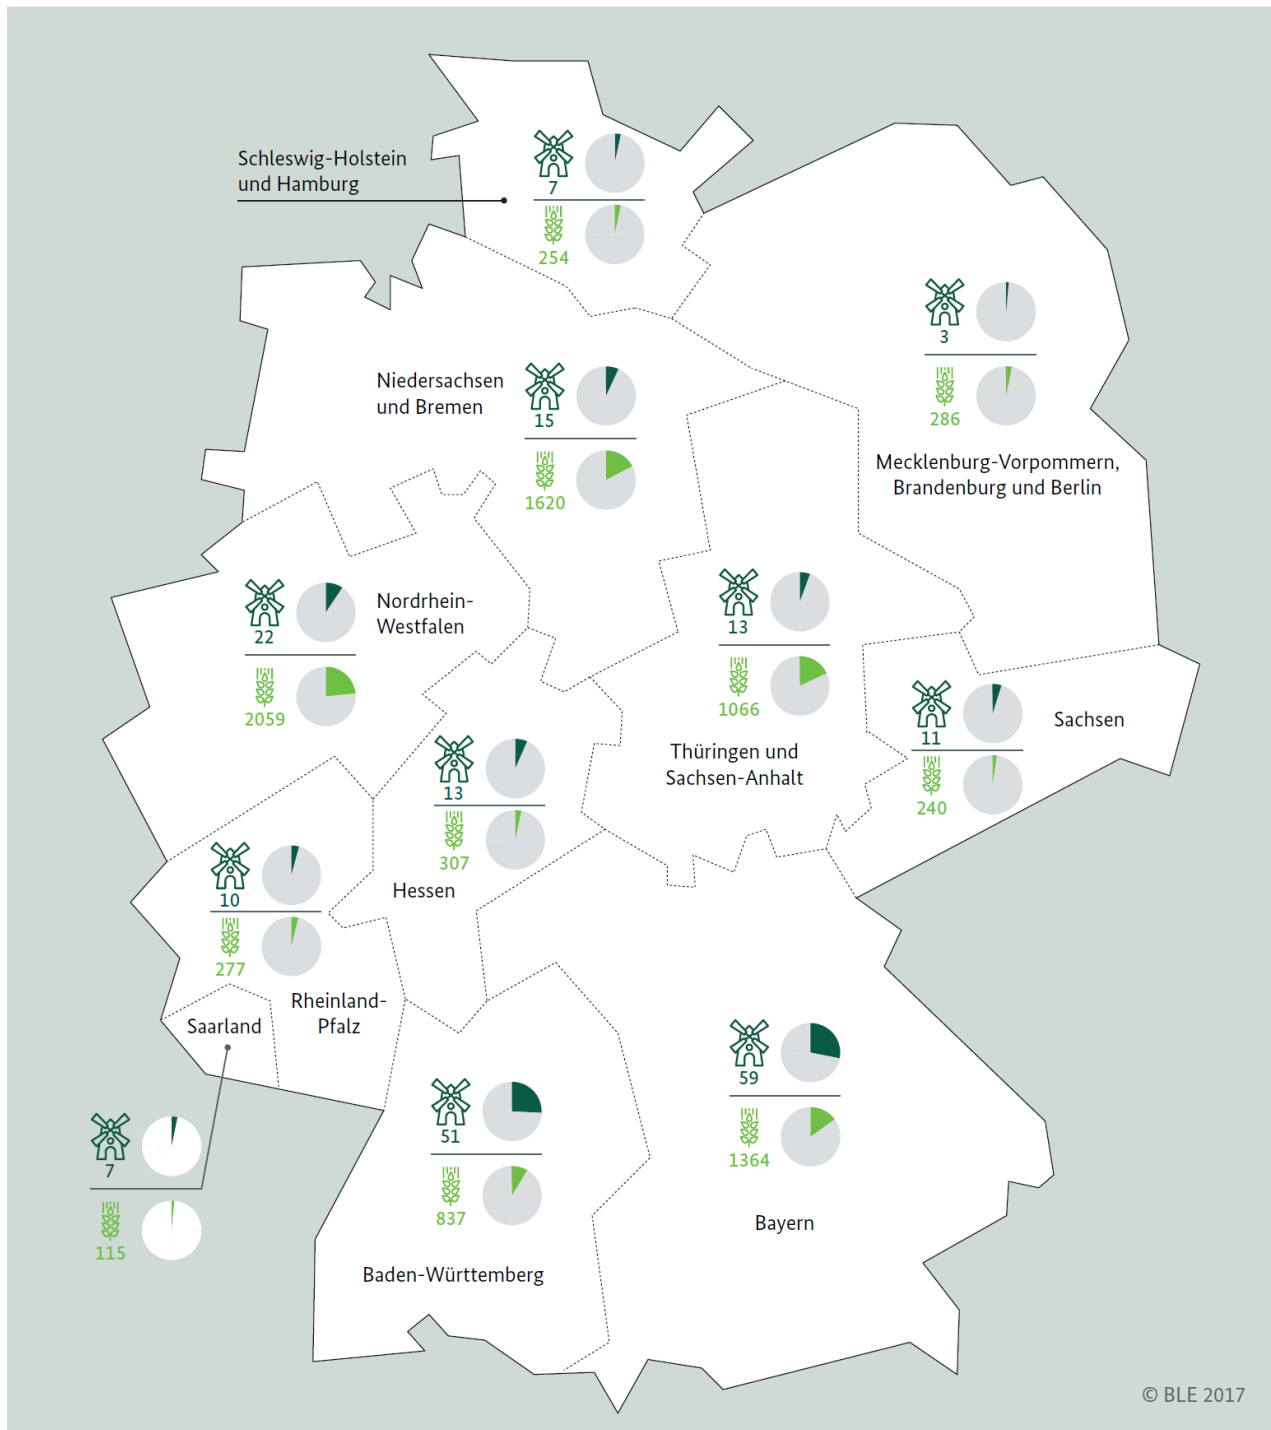 Schleswig-Holstein
und Hamburg
7
254
3
286
Mecklenburg-Vorpommern,
Brandenburg und Berlin
Niedersachsen
und Bremen
15
1620
Nordrhein-
Westfalen
22
2059
13
1066
Thüringen und
Sachsen-Anhalt
11
240
Sachsen
13
307
Hessen
10
277
Rheinland-
Pfalz
Saarland
7
115
51
837
Baden-Württemberg
59
1364
Bayern
© BLE 2017